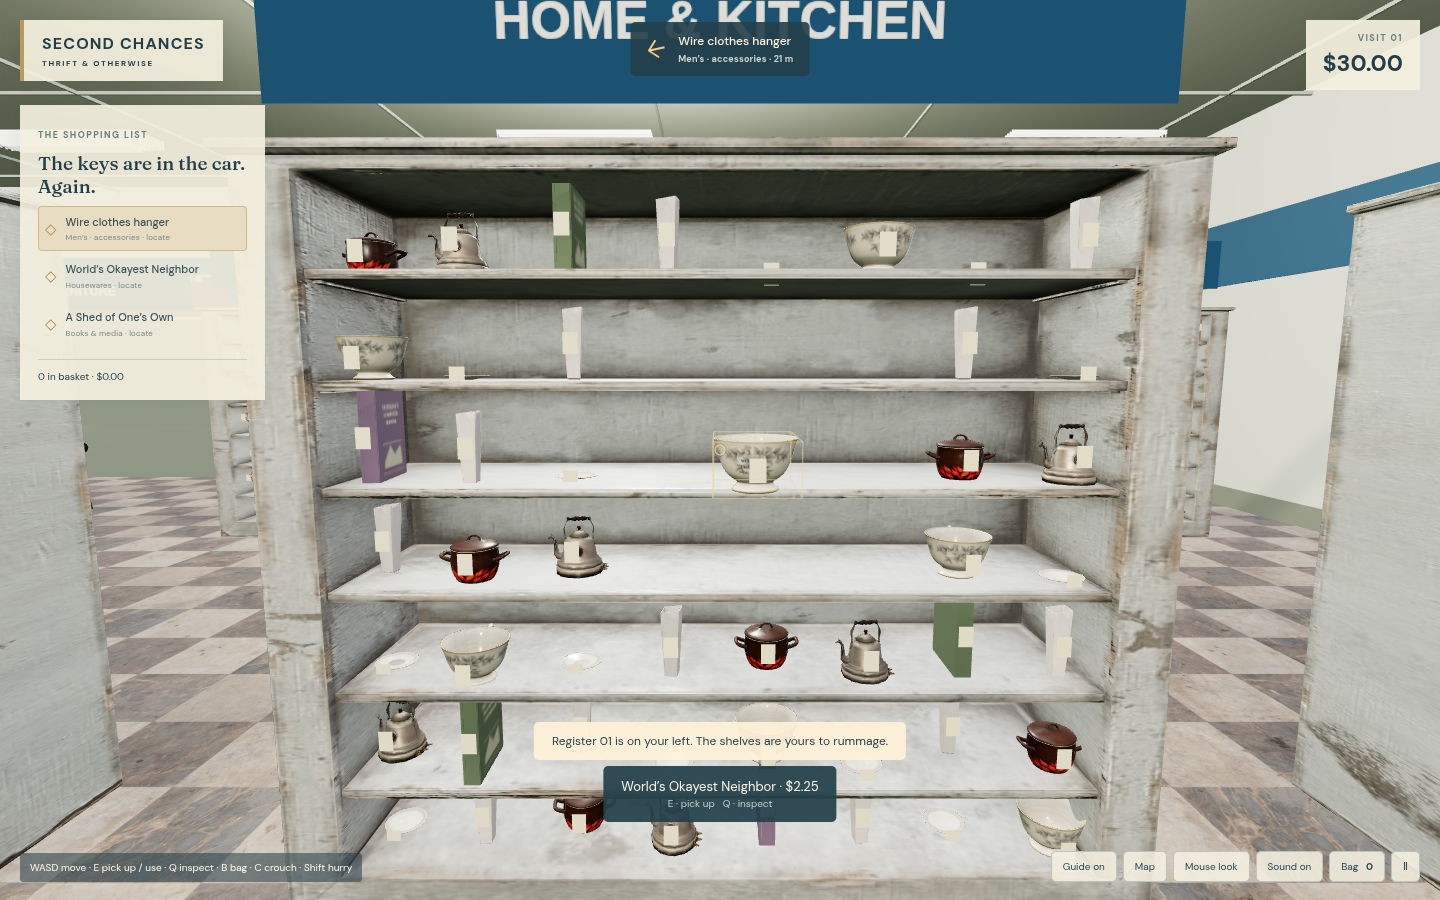 HOME & KITCHEN
SECOND CHANCES
THRIFT & OTHERWISE
Wire clothes hanger
Men's · accessories · 21 m
VISIT 01
$30.00
THE SHOPPING LIST
The keys are in the car.
Again.
Wire clothes hanger
Men's · accessories · locate
World's Okayest Neighbor
Housewares · locate
A Shed of One's Own
Books & media · locate
0 in basket · $0.00
Register 01 is on your left. The shelves are yours to rummage.
World's Okayest Neighbor · $2.25
E · pick up Q · inspect
WASD move · E pick up / use · Q inspect · B bag · C crouch · Shift hurry
Guide on
Map
Mouse look
Sound on
Bag 0